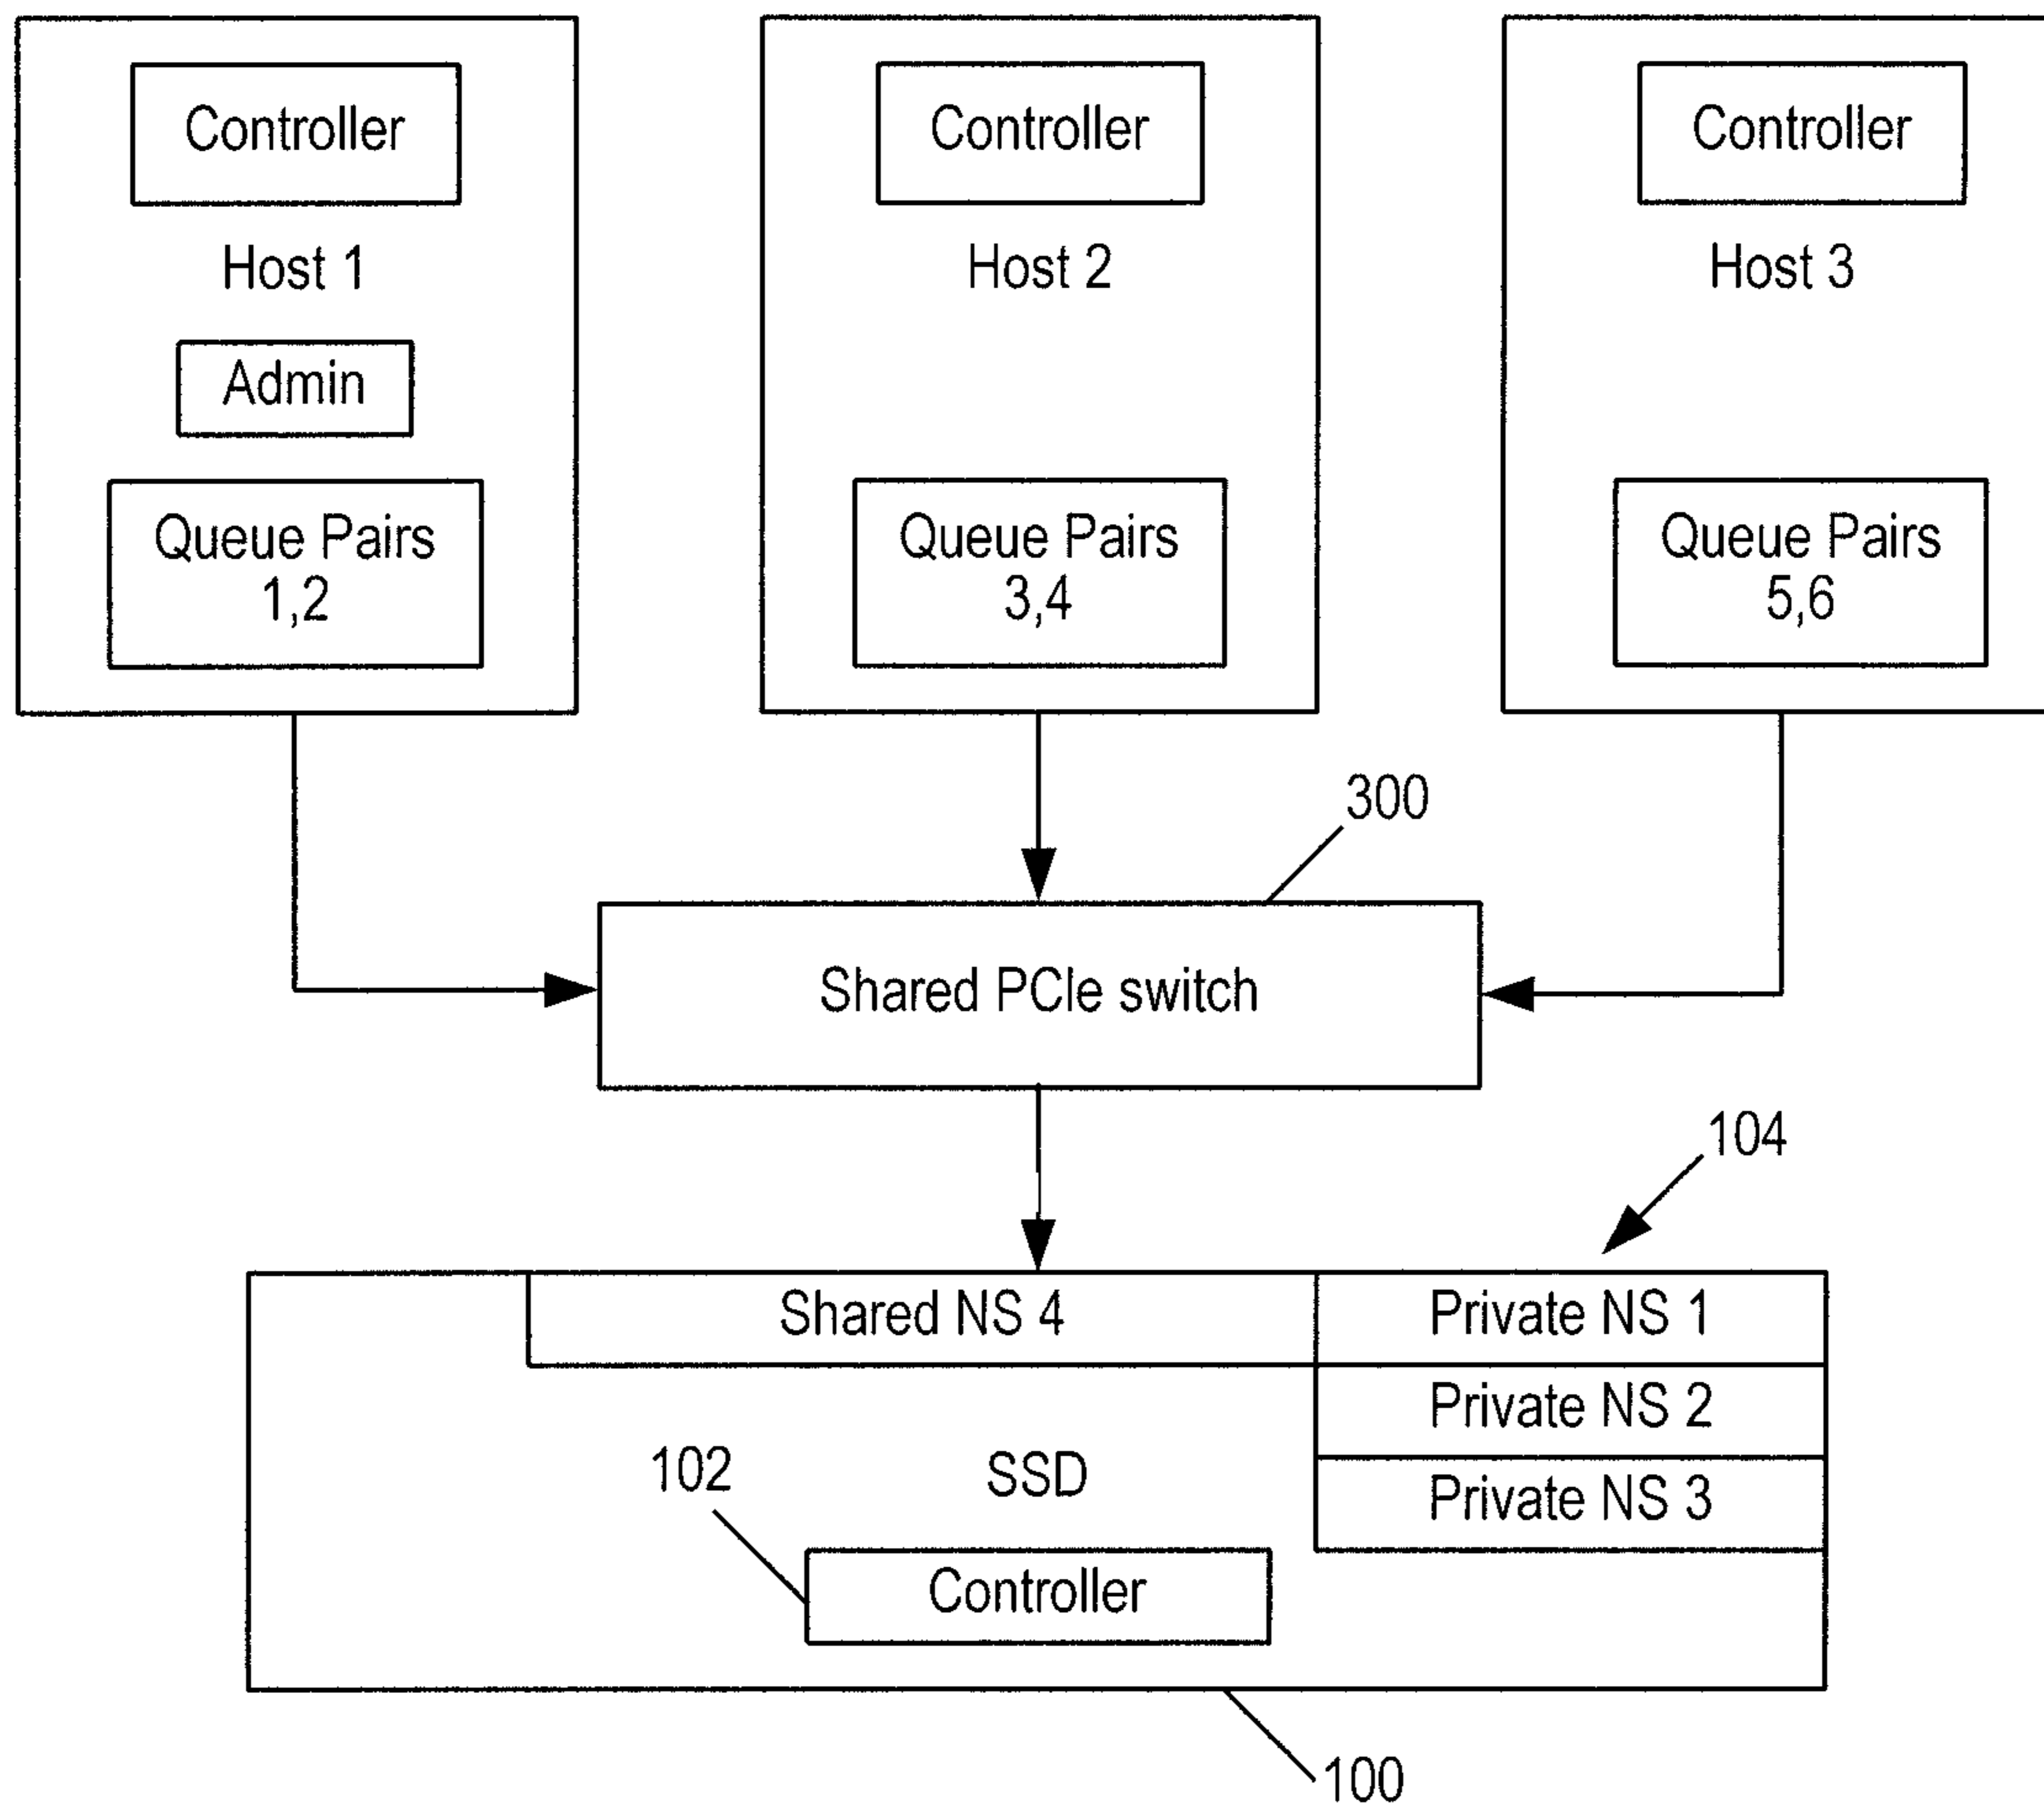 Controller
Host 1
Admin
Queue Pairs
1,2
Controller
Host 2
Queue Pairs
3,4
Controller
Host 3
Queue Pairs
5,6
300
Shared PCIe switch
104
Shared NS 4
Private NS 1
Private NS 2
Private NS 3
102
SSD
Controller
100